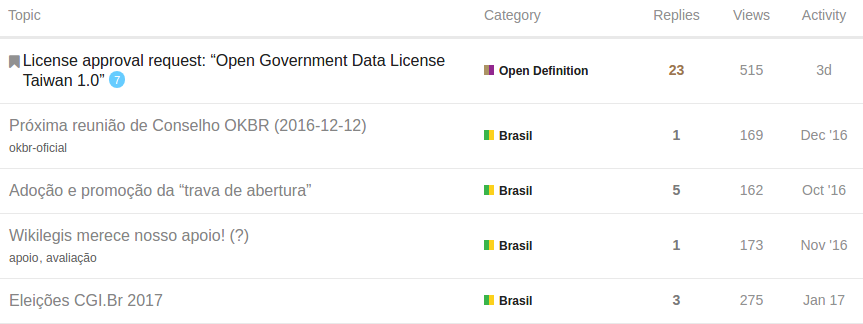 Topic Category Replies Views Activity
License approval request: “Open Government Data License
Taiwan 1.0” 7 Open Definition 23 515 3d
Próxima reunião de Conselho OKBR (2016-12-12)
okbr-oficial Brasil 1 169 Dec '16
Adoção e promoção da “trava de abertura” Brasil 5 162 Oct '16
Wikilegis merece nosso apoio! (?)
apoio, avaliação Brasil 1 173 Nov '16
Eleições CGI.Br 2017 Brasil 3 275 Jan 17